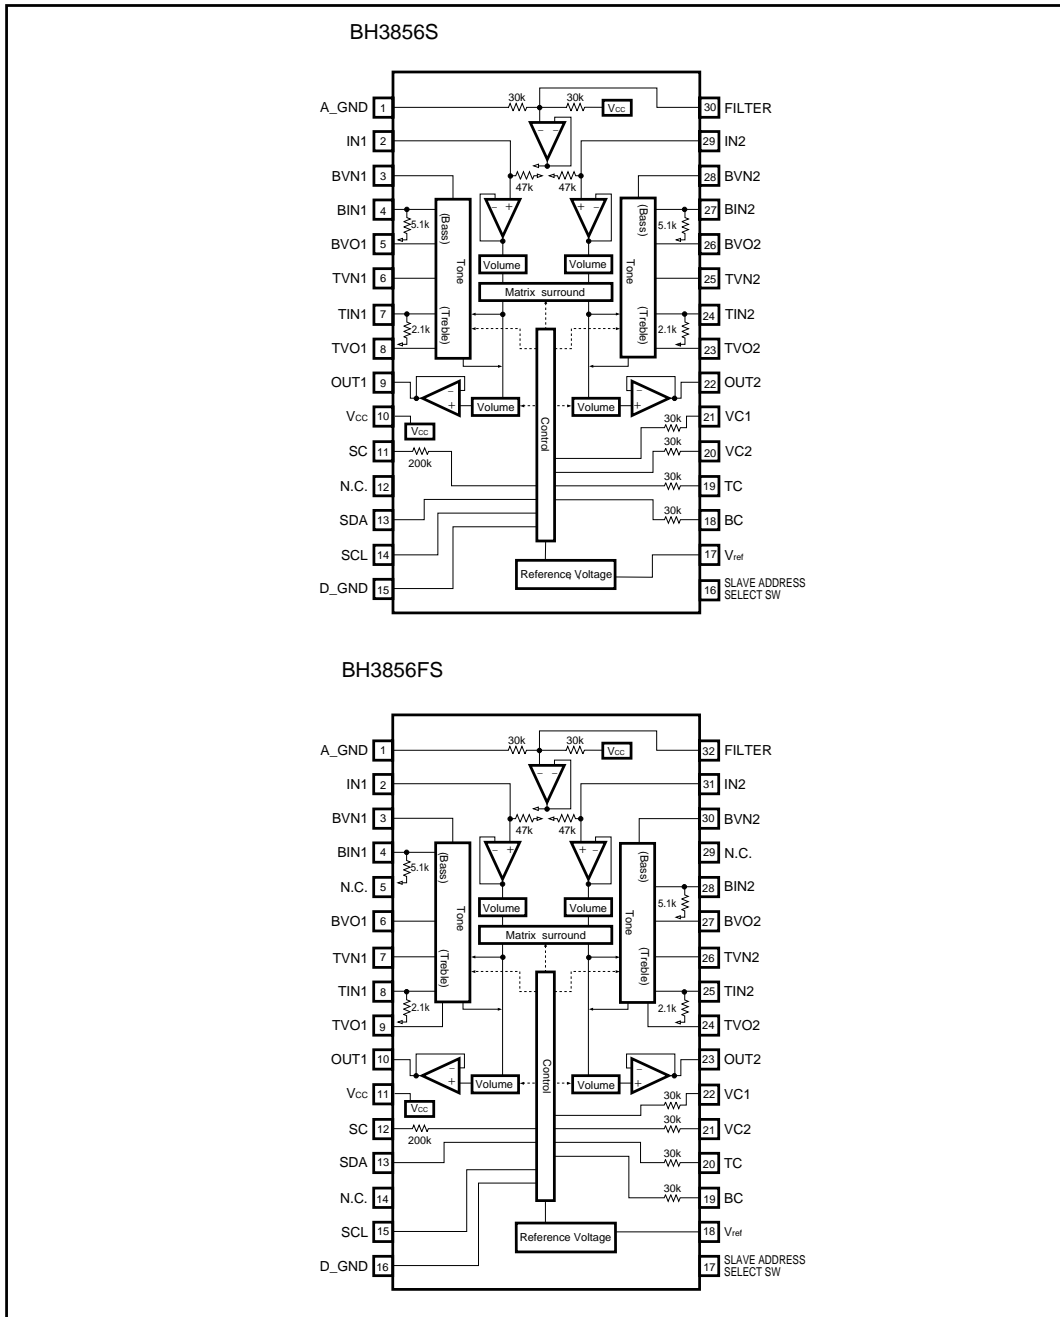 BH3856S
30k 30k
A_GND 1 Vcc 30 FILTER
IN1 2 29 IN2
47k 47k
BVN1 3 28 BVN2
BIN1 4 5.1k (Bass) − + + − (Bass) 5.1k 27 BIN2
BVO1 5 26 BVO2
Volume Volume
Tone Tone
TVN1 6 25 TVN2
Matrix surround
TIN1 7 2.1k (Treble) (Treble) 2.1k 24 TIN2
TVO1 8 23 TVO2
OUT1 9 22 OUT2
Volume Volume
Control
Vcc 10 Vcc 30k 21 VC1
SC 11 200k 30k 20 VC2
N.C. 12 30k 19 TC
SDA 13 30k 18 BC
SCL 14 17 Vref
Reference Voltage
D_GND 15 16 SLAVE ADDRESS
SELECT SW
BH3856FS
30k 30k
A_GND 1 Vcc 32 FILTER
IN1 2 31 IN2
47k 47k
BVN1 3 30 BVN2
BIN1 4 5.1k (Bass) − + + − (Bass) 29 N.C.
N.C. 5 5.1k 28 BIN2
BVO1 6 27 BVO2
Volume Volume
Tone Tone
Matrix surround
TVN1 7 26 TVN2
TIN1 8 2.1k (Treble) (Treble) 2.1k 25 TIN2
TVO1 9 24 TVO2
OUT1 10 23 OUT2
Volume Volume
Control
Vcc 11 Vcc 30k 22 VC1
SC 12 200k 30k 21 VC2
SDA 13 30k 20 TC
N.C. 14 30k 19 BC
SCL 15 18 Vref
Reference Voltage
D_GND 16 17 SLAVE ADDRESS
SELECT SW